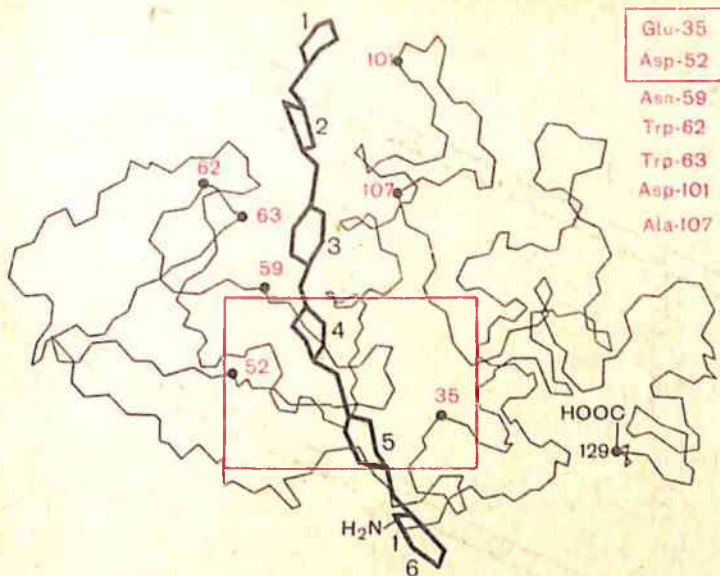 Glu-35
Asp-52
Asn-59
Trp-62
Trp-63
Asp-101
Ala-107
1
101
2
62
107
63
3
59
4
52
35
5
HOOC
129
H₂N
1
6